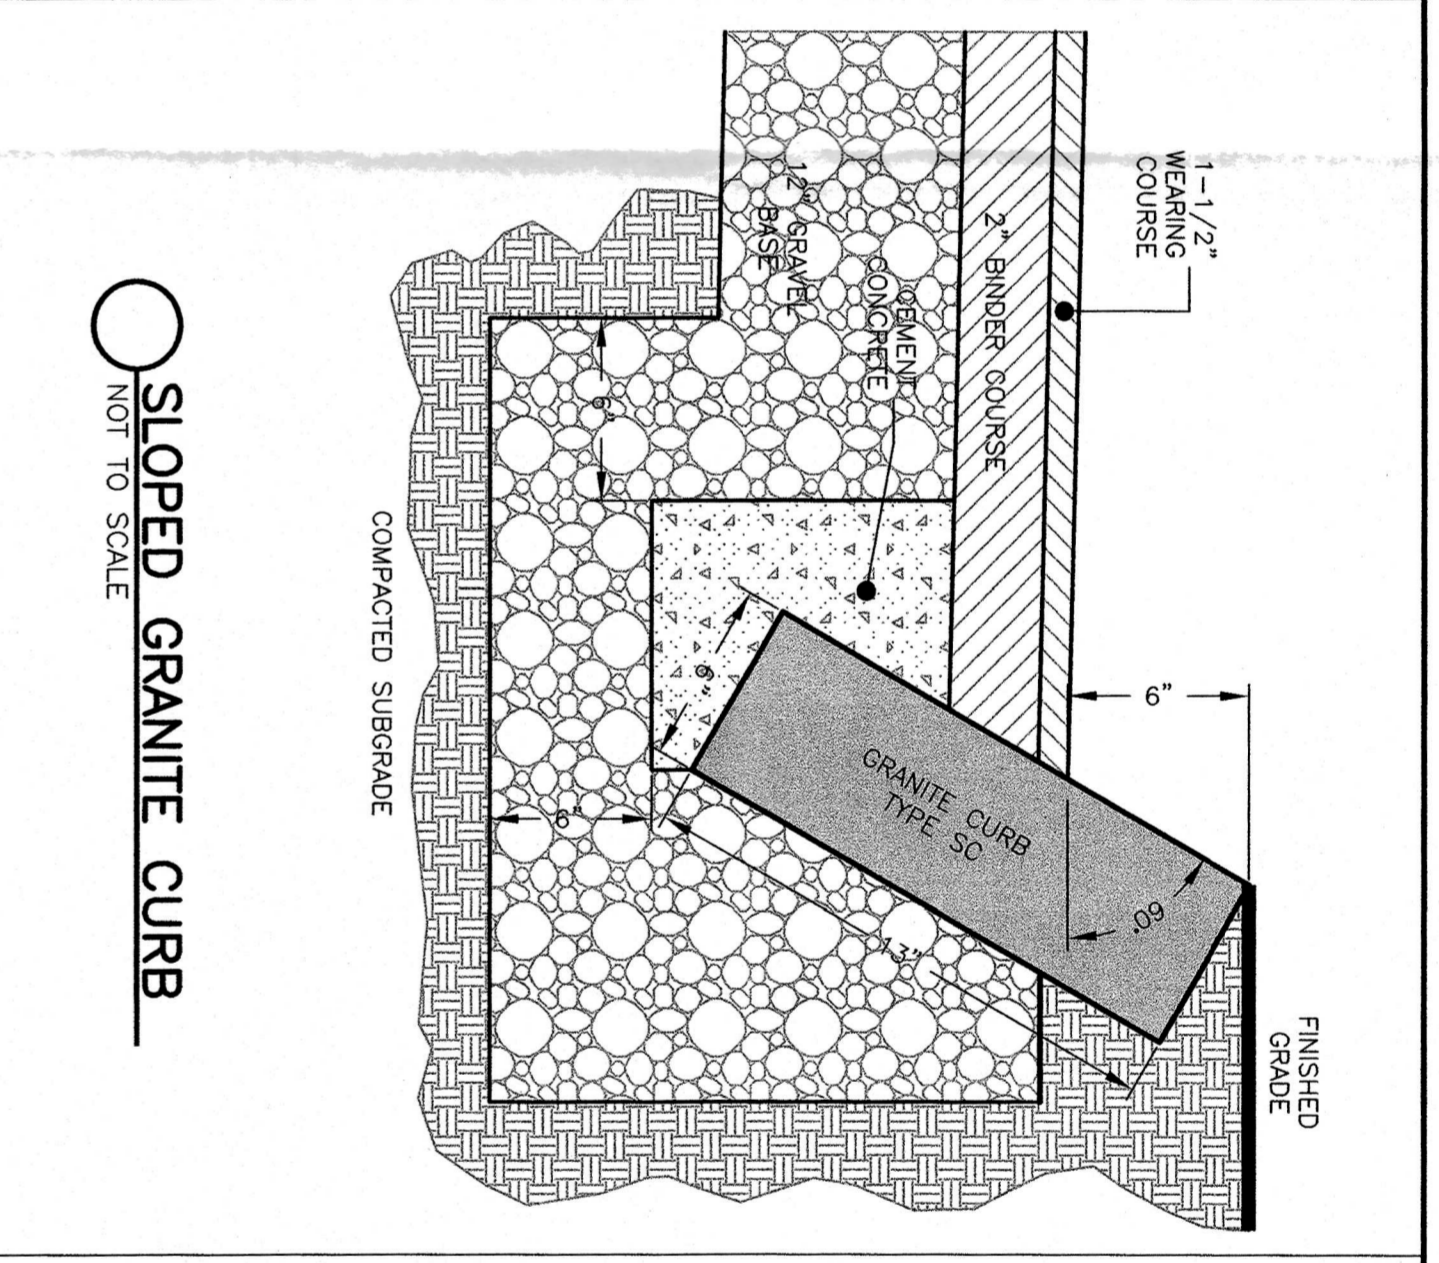 1-1/2"
WEARING
COURSE
2" BINDER COURSE
12" GRAVEL
BASE
CEMENT
CONCRETE
6"
6"
6"
6"
GRANITE CURB
TYPE SC
60°
13"
FINISHED
GRADE
COMPACTED SUBGRADE
SLOPED GRANITE CURB
NOT TO SCALE